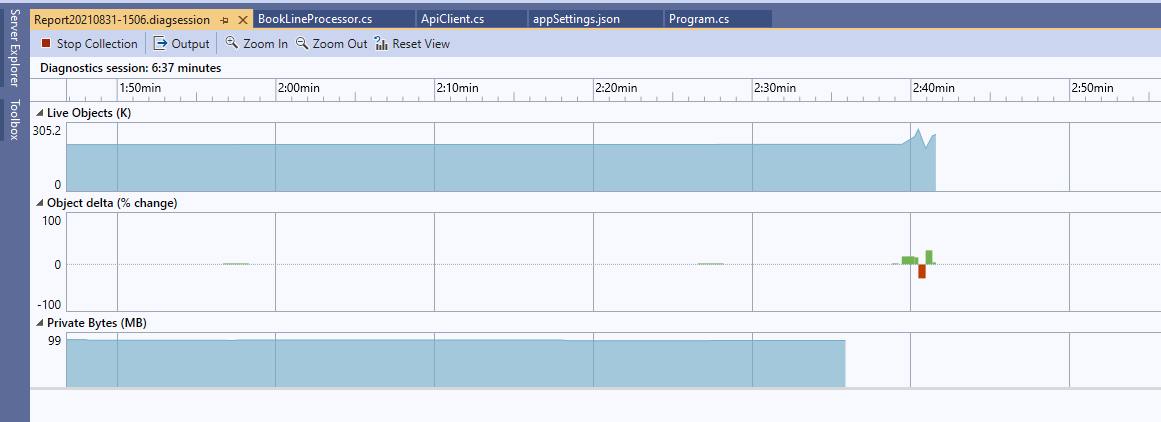 Server Explorer
Toolbox
Report20210831-1506.diagsession
BookLineProcessor.cs
ApiClient.cs
appSettings.json
Program.cs
Stop Collection
Output
Zoom In
Zoom Out
Reset View
Diagnostics session: 6:37 minutes
1:50min
2:00min
2:10min
2:20min
2:30min
2:40min
2:50min
Live Objects (K)
305.2
0
Object delta (% change)
100
0
-100
Private Bytes (MB)
99